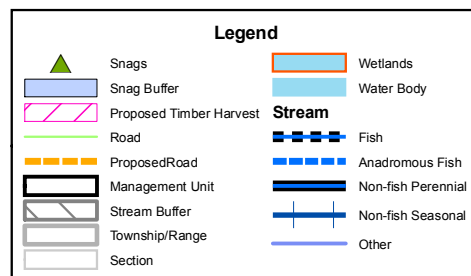 Legend
Snags
Snag Buffer
Proposed Timber Harvest
Road
ProposedRoad
Management Unit
Stream Buffer
Township/Range
Section
Wetlands
Water Body
Stream
Fish
Anadromous Fish
Non-fish Perennial
Non-fish Seasonal
Other